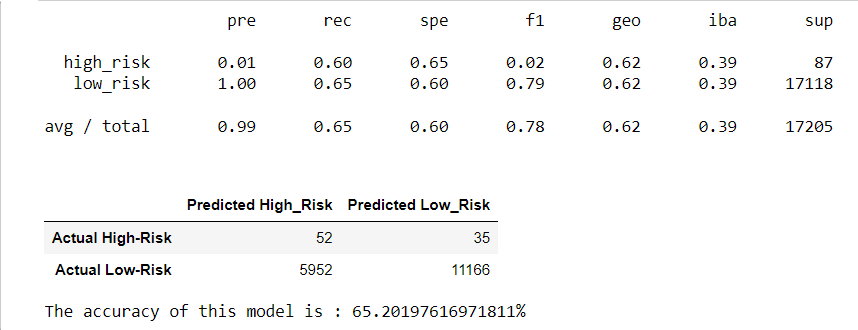 pre rec spe f1 geo iba sup
high_risk 0.01 0.60 0.65 0.02 0.62 0.39 87
low_risk 1.00 0.65 0.60 0.79 0.62 0.39 17118
avg / total 0.99 0.65 0.60 0.78 0.62 0.39 17205
Predicted High_Risk Predicted Low_Risk
Actual High-Risk 52 35
Actual Low-Risk 5952 11166
The accuracy of this model is : 65.20197616971811%